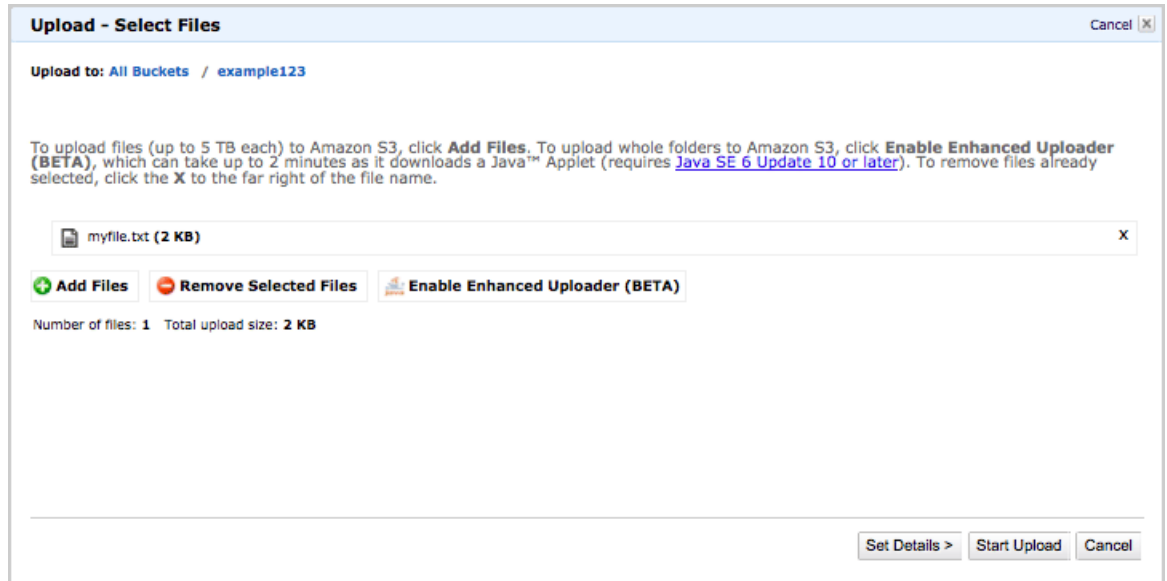 Upload - Select Files
Cancel X
Upload to: All Buckets / example123
To upload files (up to 5 TB each) to Amazon S3, click Add Files. To upload whole folders to Amazon S3, click Enable Enhanced Uploader
(BETA), which can take up to 2 minutes as it downloads a Java™ Applet (requires Java SE 6 Update 10 or later). To remove files already
selected, click the X to the far right of the file name.
myfile.txt (2 KB) X
Add Files Remove Selected Files Enable Enhanced Uploader (BETA)
Number of files: 1 Total upload size: 2 KB
Set Details > Start Upload Cancel